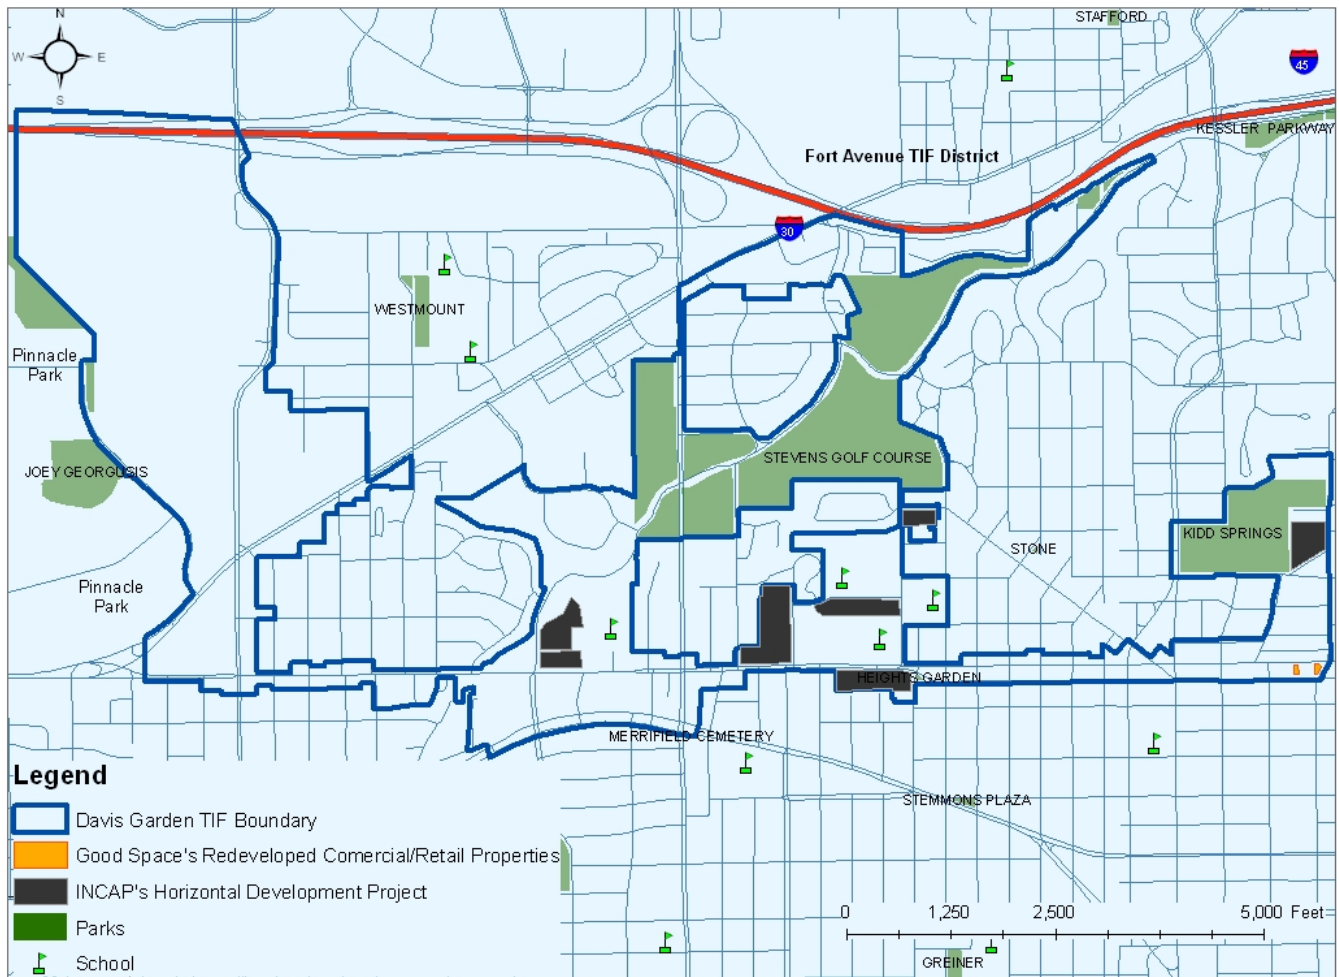 N
W E
S
STAFFORD
45
KESSLER PARKWAY
Fort Avenue TIF District
30
WESTMOUNT
Pinnacle
Park
JOEY GEORGUSIS
STEVENS GOLF COURSE
KIDD SPRINGS
STONE
Pinnacle
Park
HEIGHTS GARDEN
MERRIFIELD CEMETERY
STEMMONS PLAZA
Legend
Davis Garden TIF Boundary
Good Space's Redeveloped Comercial/Retail Properties
INCAP's Horizontal Development Project
Parks
School
0 1,250 2,500 5,000 Feet
GREINER